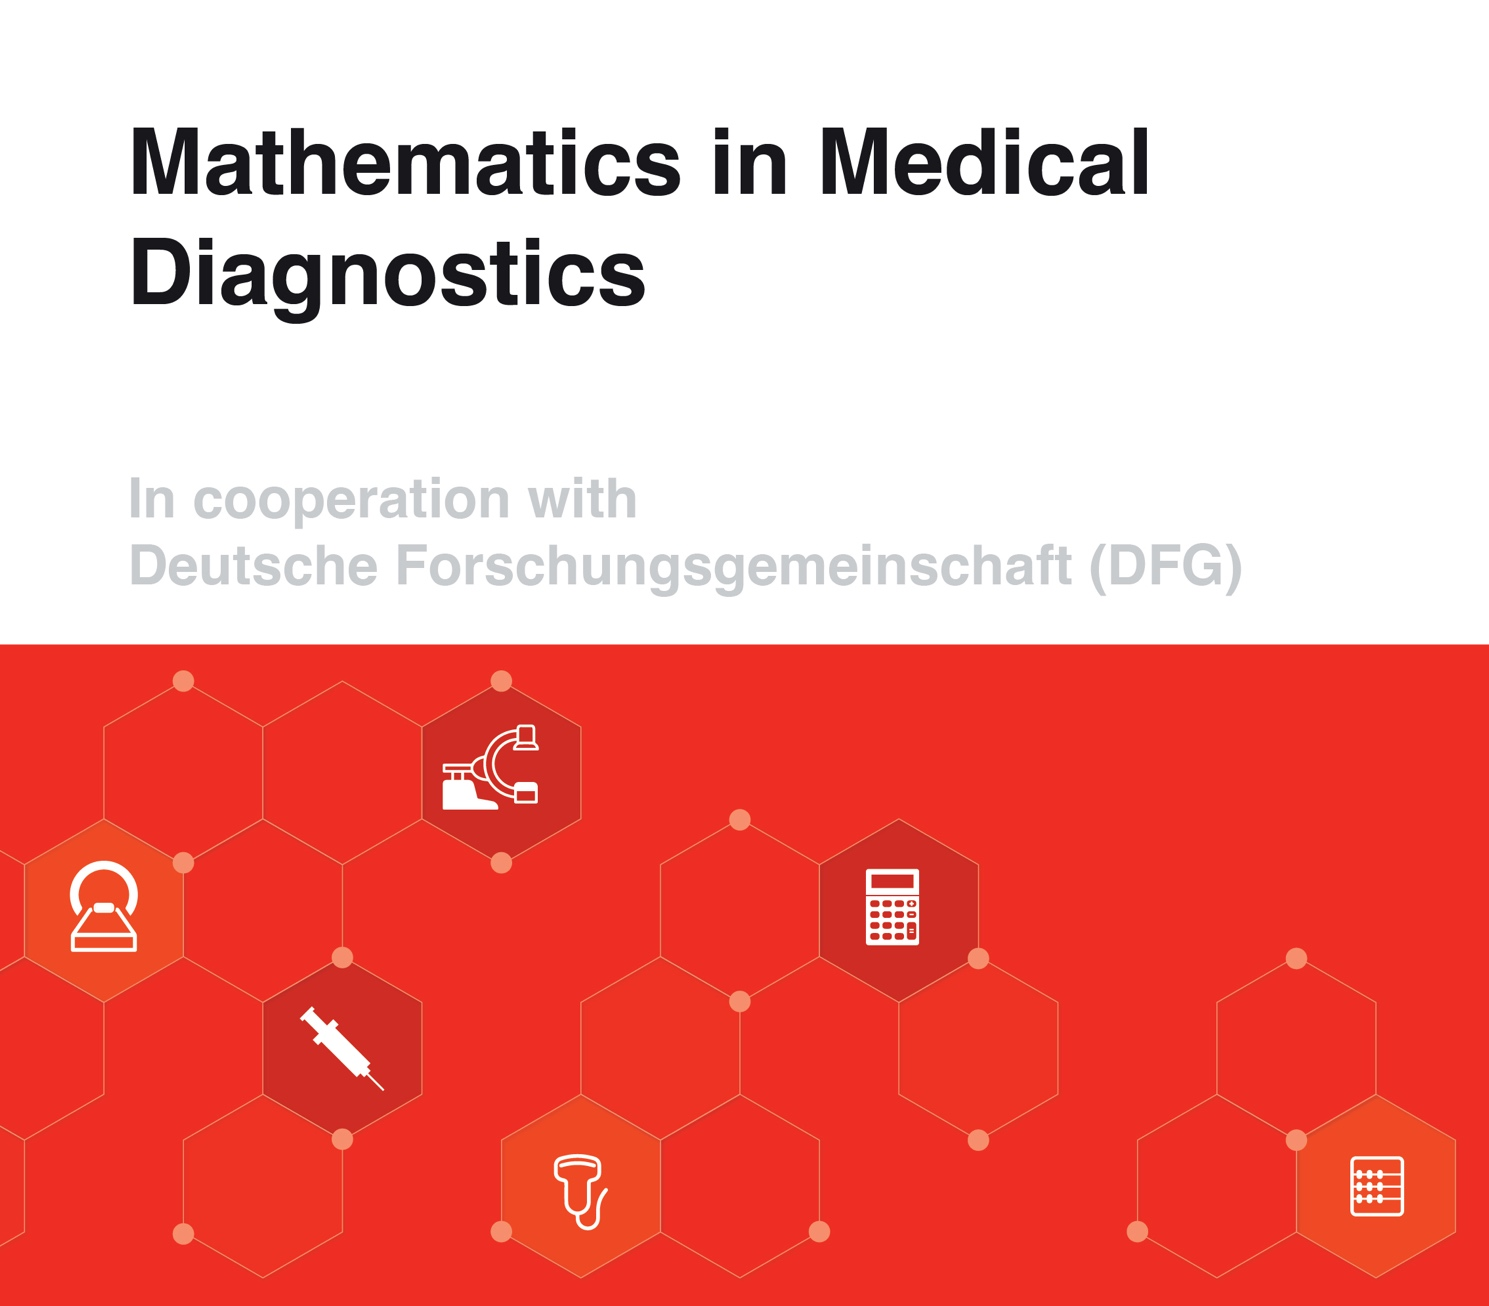 Mathematics in Medical
Diagnostics
In cooperation with
Deutsche Forschungsgemeinschaft (DFG)